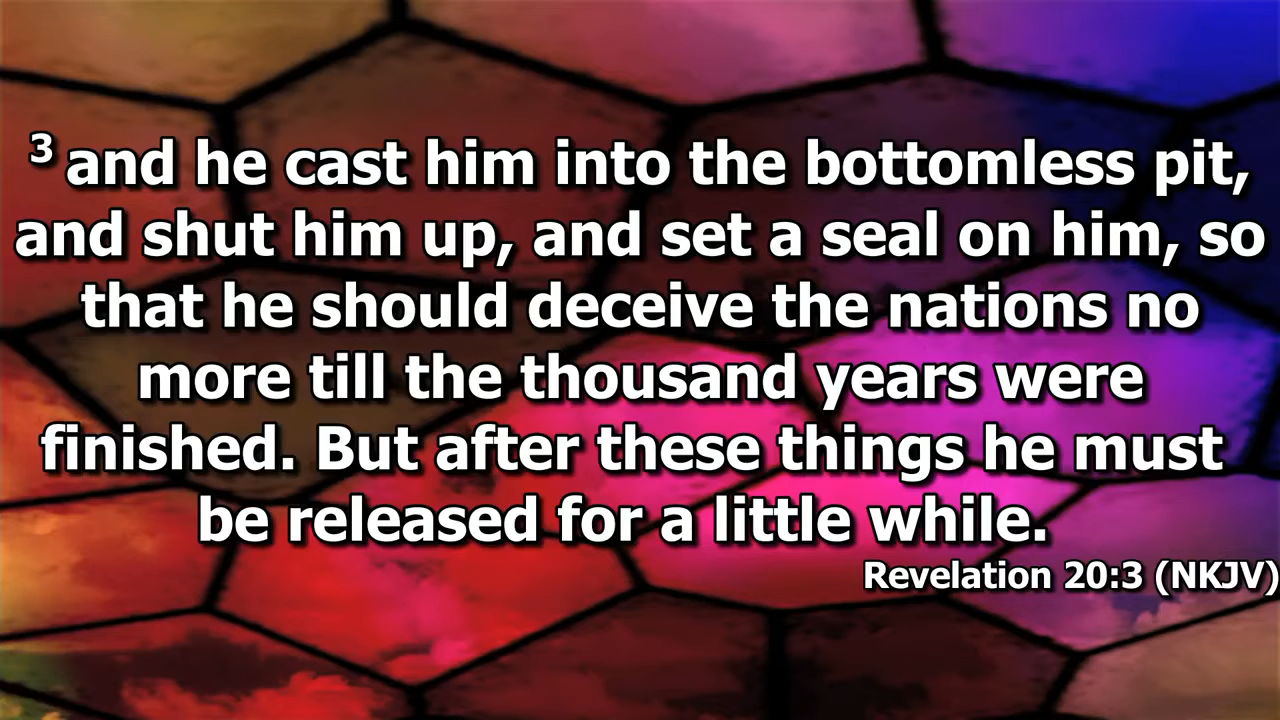 3 and he cast him into the bottomless pit,
and shut him up, and set a seal on him, so
that he should deceive the nations no
more till the thousand years were
finished. But after these things he must
be released for a little while.
Revelation 20:3 (NKJV)